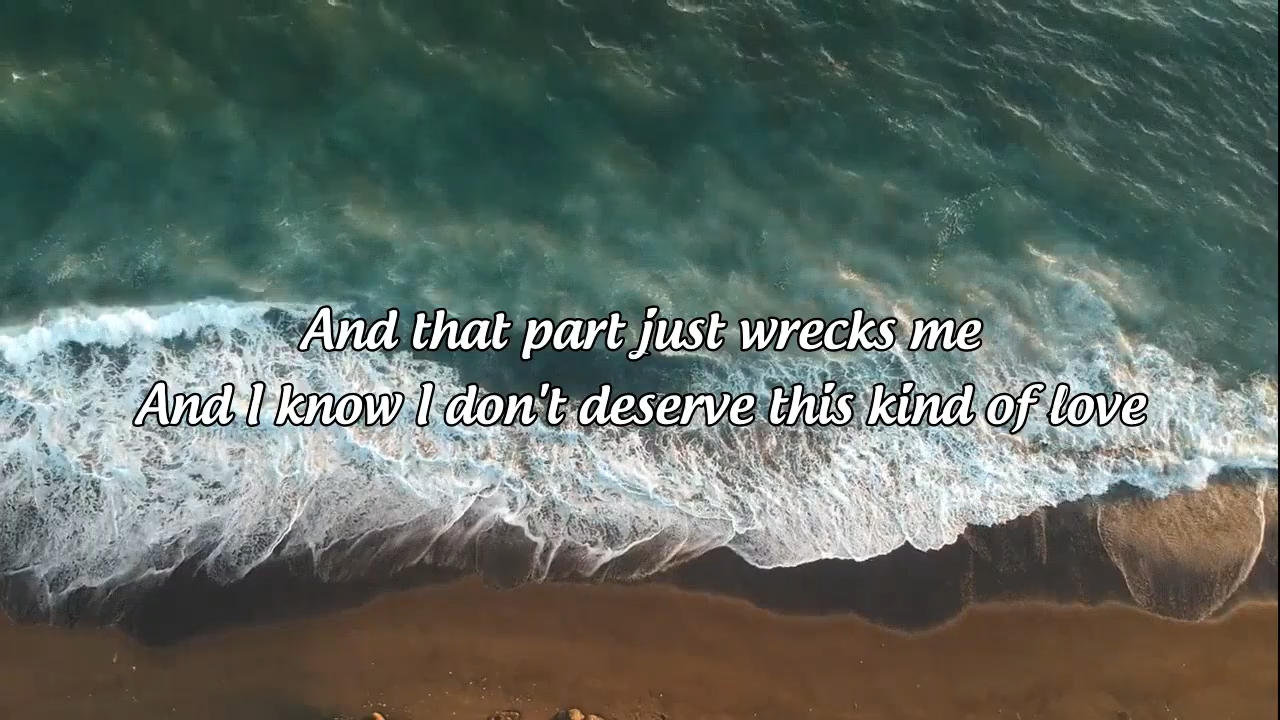 And that part just wrecks me
And I know I don't deserve this kind of love